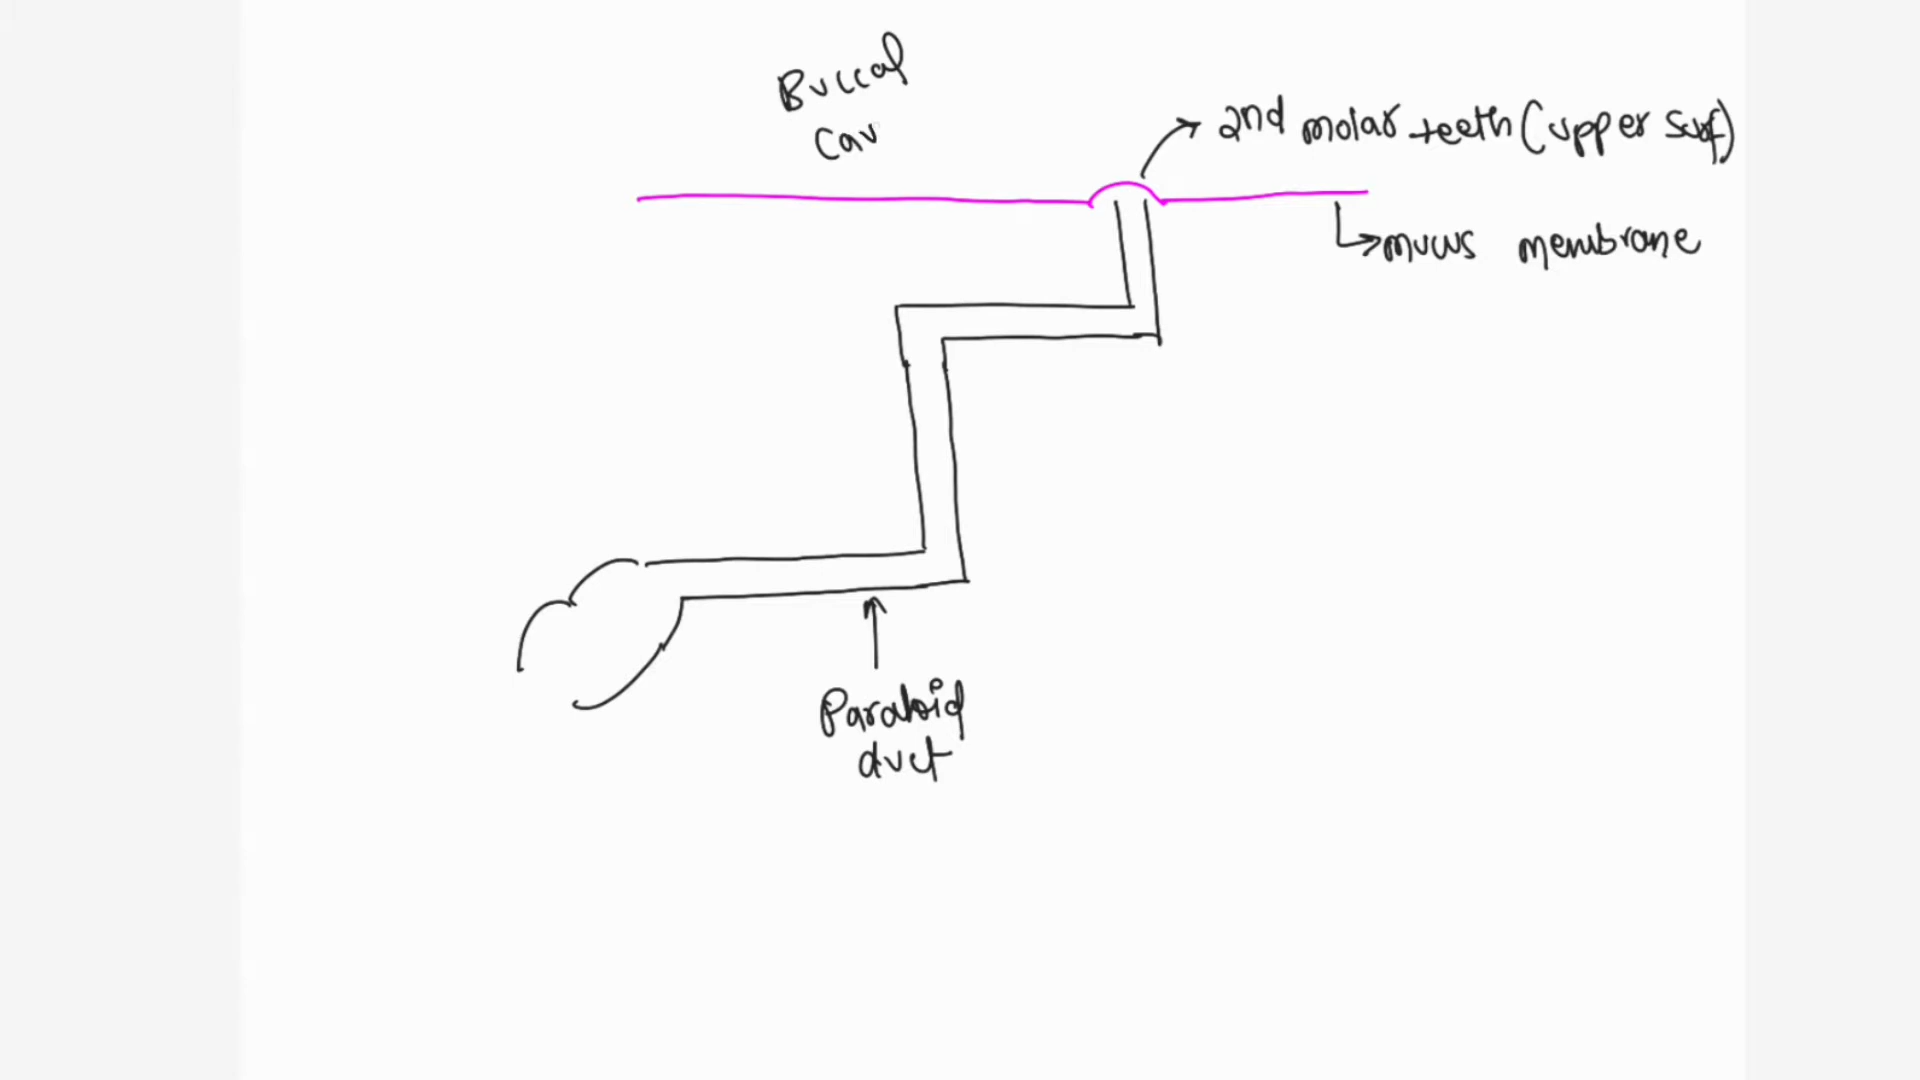 Buccal
Cav
2nd molar teeth (upper surf)
mucus membrane
Paratoid
duct